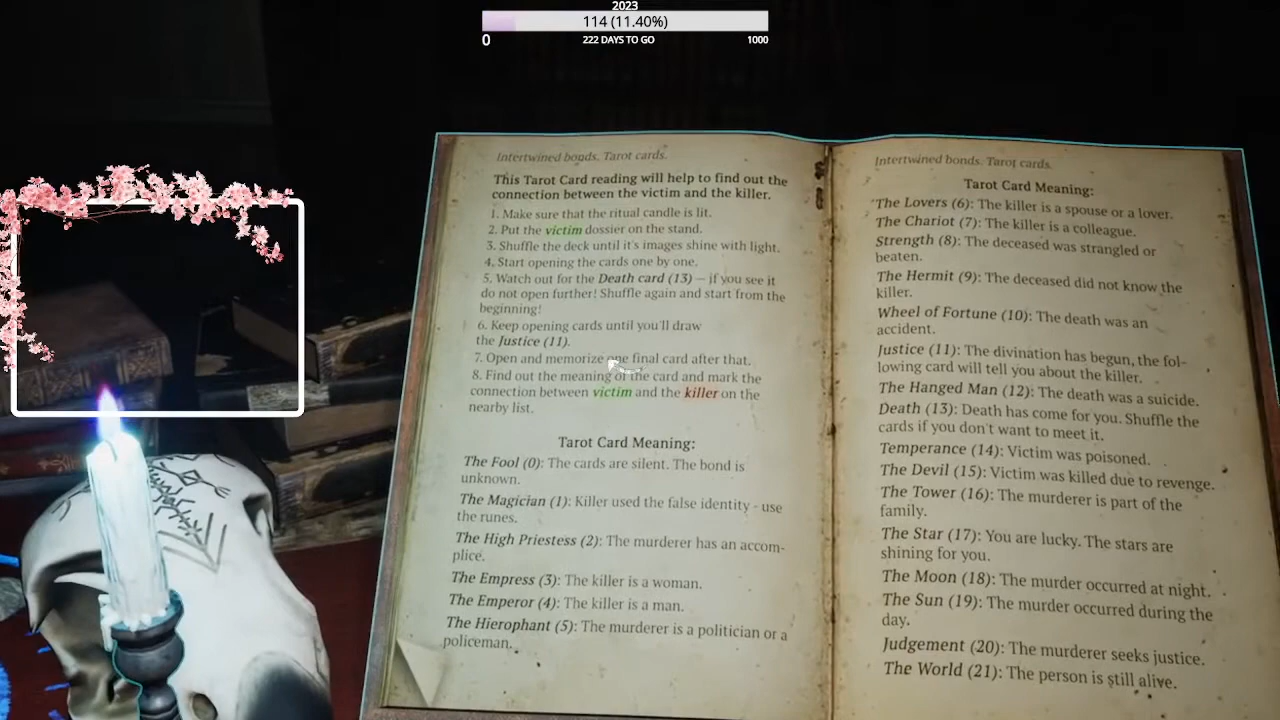 2023
114 (11.40%)
0
222 DAYS TO GO
1000
Intertwined bonds. Tarot cards.
This Tarot Card reading will help to find out the
connection between the victim and the killer.
1. Make sure that the ritual candle is lit.
2. Put the victim dossier on the stand.
3. Shuffle the deck until it's images shine with light.
4. Start opening the cards one by one.
5. Watch out for the Death card (13) – if you see it
do not open further! Shuffle again and start from the
beginning!
6. Keep opening cards until you'll draw
the Justice (11).
7. Open and memorize one final card after that.
8. Find out the meaning of the card and mark the
connection between victim and the killer on the
nearby list.
Tarot Card Meaning:
The Fool (0): The cards are silent. The bond is
unknown.
The Magician (1): Killer used the false identity - use
the runes.
The High Priestess (2): The murderer has an accom-
plice.
The Empress (3): The killer is a woman.
The Emperor (4): The killer is a man.
The Hierophant (5): The murderer is a politician or a
policeman.
Intertwined bonds. Tarot cards.
Tarot Card Meaning:
The Lovers (6): The killer is a spouse or a lover.
The Chariot (7): The killer is a colleague.
Strength (8): The deceased was strangled or
beaten.
The Hermit (9): The deceased did not know the
killer.
Wheel of Fortune (10): The death was an
accident.
Justice (11): The divination has begun, the fol-
lowing card will tell you about the killer.
The Hanged Man (12): The death was a suicide.
Death (13): Death has come for you. Shuffle the
cards if you don't want to meet it.
Temperance (14): Victim was poisoned.
The Devil (15): Victim was killed due to revenge.
The Tower (16): The murderer is part of the
family.
The Star (17): You are lucky. The stars are
shining for you.
The Moon (18): The murder occurred at night.
The Sun (19): The murder occurred during the
day.
Judgement (20): The murderer seeks justice.
The World (21): The person is still alive.